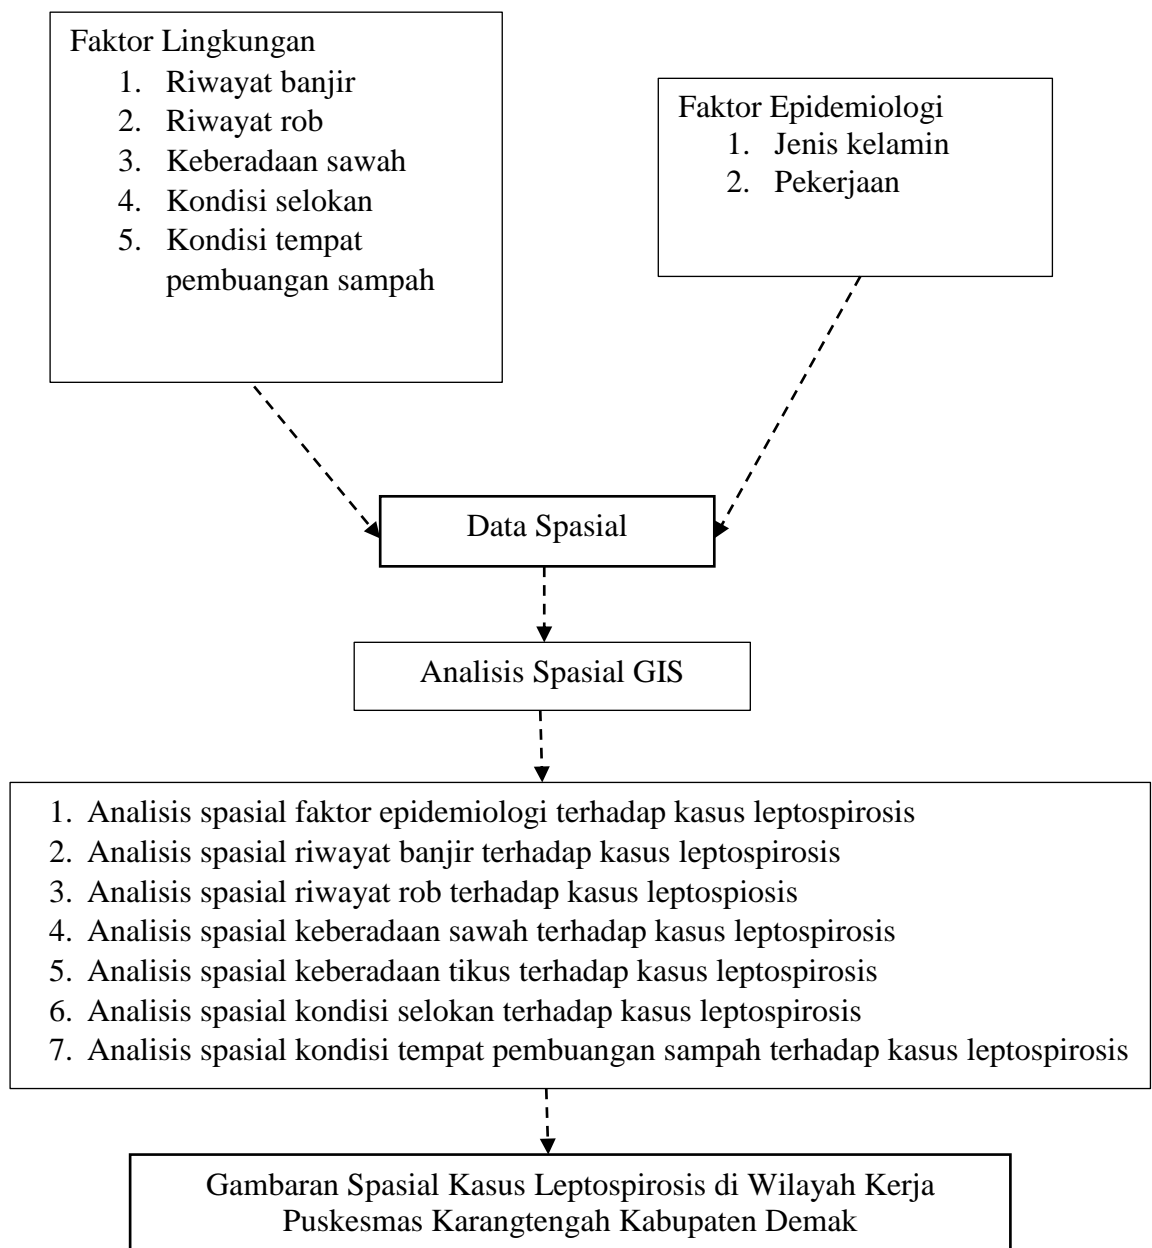 Faktor Lingkungan
1. Riwayat banjir
2. Riwayat rob
3. Keberadaan sawah
4. Kondisi selokan
5. Kondisi tempat
pembuangan sampah
Faktor Epidemiologi
1. Jenis kelamin
2. Pekerjaan
Data Spasial
Analisis Spasial GIS
1. Analisis spasial faktor epidemiologi terhadap kasus leptospirosis
2. Analisis spasial riwayat banjir terhadap kasus leptospirosis
3. Analisis spasial riwayat rob terhadap kasus leptospiosis
4. Analisis spasial keberadaan sawah terhadap kasus leptospirosis
5. Analisis spasial keberadaan tikus terhadap kasus leptospirosis
6. Analisis spasial kondisi selokan terhadap kasus leptospirosis
7. Analisis spasial kondisi tempat pembuangan sampah terhadap kasus leptospirosis
Gambaran Spasial Kasus Leptospirosis di Wilayah Kerja
Puskesmas Karangtengah Kabupaten Demak